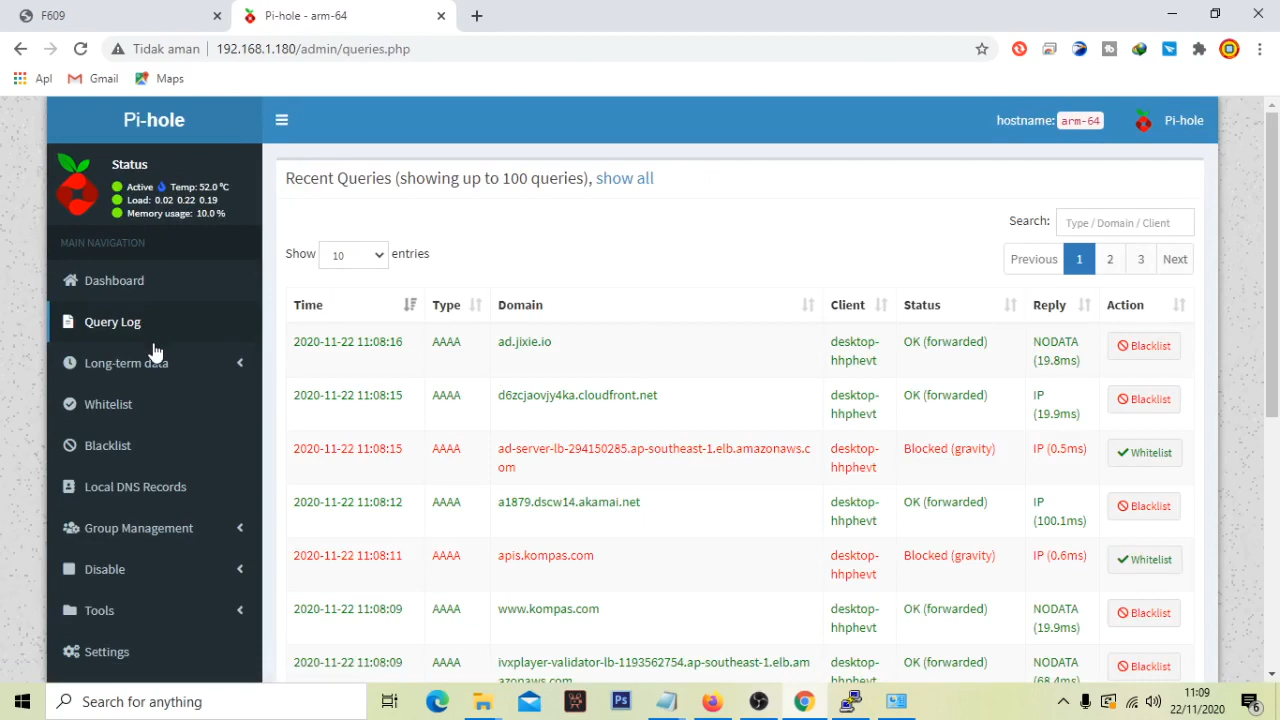 F609
Pi-hole - arm-64
Tidak aman
192.168.1.180/admin/queries.php
Apl
Gmail
Maps
Pi-hole
hostname: arm-64
Pi-hole
Status
Active Temp: 52.0 °C
Load: 0.02 0.22 0.19
Memory usage: 10.0 %
MAIN NAVIGATION
Dashboard
Query Log
Long-term data
Whitelist
Blacklist
Local DNS Records
Group Management
Disable
Tools
Settings
Recent Queries (showing up to 100 queries), show all
Search: Type / Domain / Client
Show 10 entries
Previous 1 2 3 Next
Time Type Domain Client Status Reply Action
2020-11-22 11:08:16 AAAA ad.jixie.io desktop- OK (forwarded) NODATA Blacklist
hhphevt (19.8ms)
2020-11-22 11:08:15 AAAA d6zcjaovjy4ka.cloudfront.net desktop- OK (forwarded) IP Blacklist
hhphevt (19.9ms)
2020-11-22 11:08:15 AAAA ad-server-lb-294150285.ap-southeast-1.elb.amazonaws.c desktop- Blocked (gravity) IP (0.5ms) Whitelist
om hhphevt
2020-11-22 11:08:12 AAAA a1879.dscw14.akamai.net desktop- OK (forwarded) IP Blacklist
hhphevt (100.1ms)
2020-11-22 11:08:11 AAAA apis.kompas.com desktop- Blocked (gravity) IP (0.6ms) Whitelist
hhphevt
2020-11-22 11:08:09 AAAA www.kompas.com desktop- OK (forwarded) NODATA Blacklist
hhphevt (19.9ms)
2020-11-22 11:08:09 AAAA ivxplayer-validator-lb-1193562754.ap-southeast-1.elb.am desktop- OK (forwarded) NODATA Blacklist
azonaws.com hhphevt (68.4ms)
Search for anything
Ps
11:09
22/11/2020
6